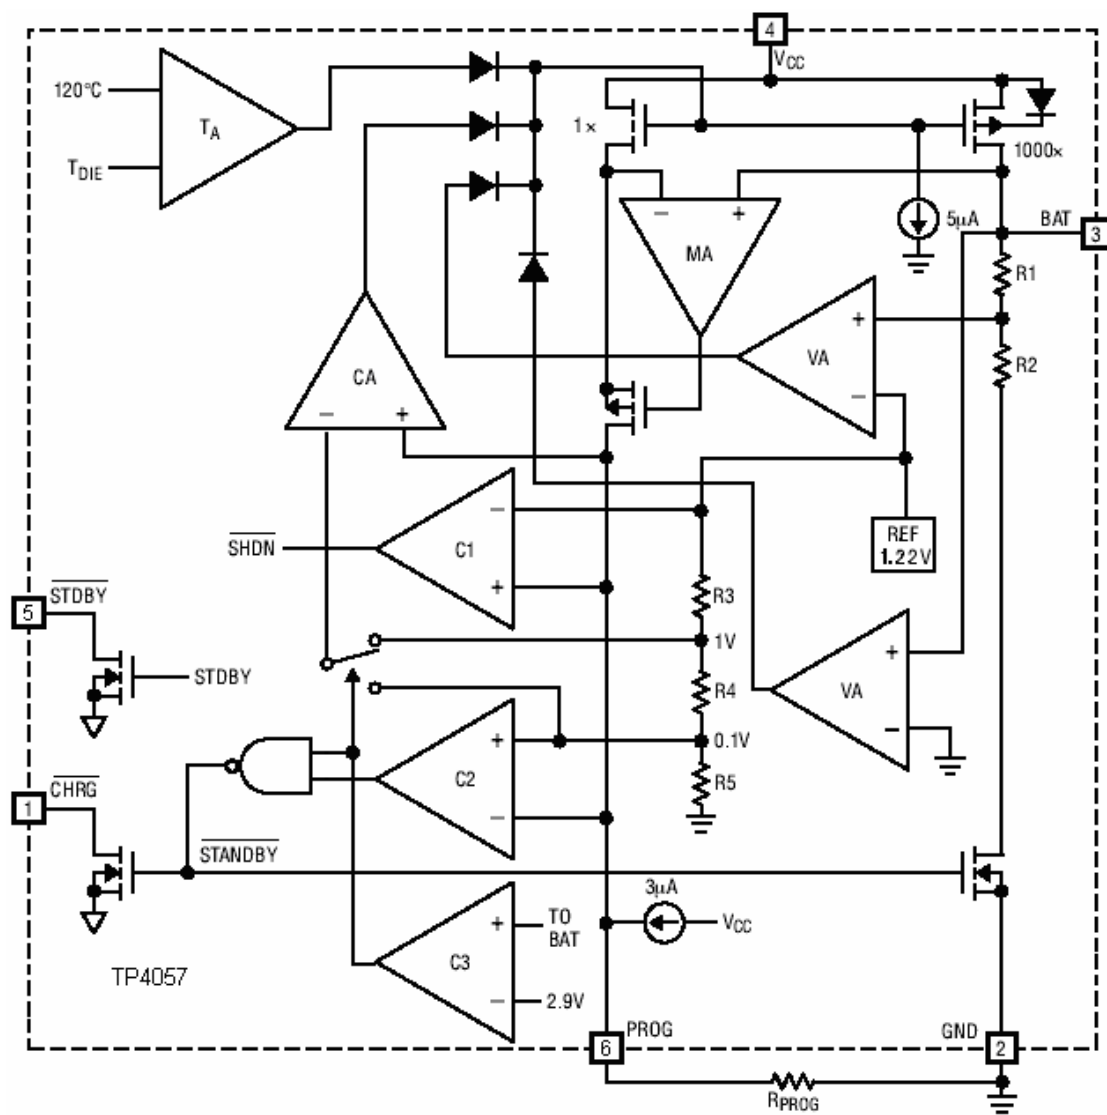 4
VCC
120°C
TA
TDIE
1×
1000×
5µA
BAT
3
− +
MA
R1
+
VA
−
R2
CA
− +
REF
1.22V
−
C1
+
SHDN
R3
5
STDBY
STDBY
1V
R4
+
VA
−
0.1V
+
C2
−
R5
1
CHRG
STANDBY
3µA
VCC
+
C3
−
TO
BAT
2.9V
TP4057
PROG
6
GND
2
RPROG